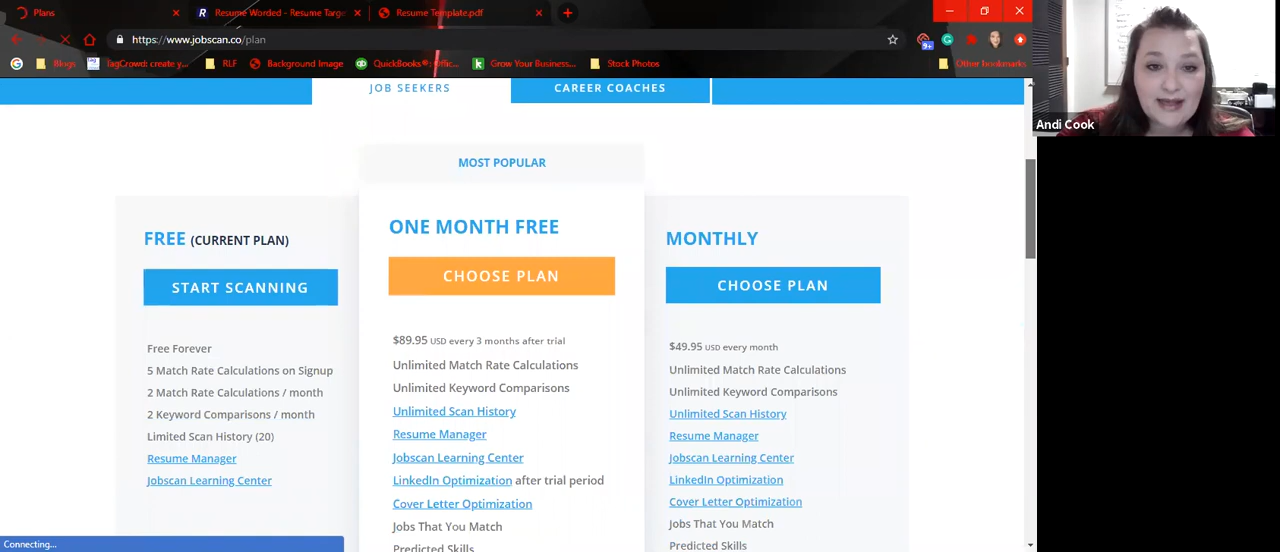 Plans
Resume Worded - Resume Targe
Resume Template.pdf
https://www.jobscan.co/plan
9+
Blogs
TagCrowd: create y...
RLF
Background Image
QuickBooks®: Offic...
Grow Your Business...
Stock Photos
Other bookmarks
Andi Cook
JOB SEEKERS
CAREER COACHES
MOST POPULAR
FREE (CURRENT PLAN)
START SCANNING
Free Forever
5 Match Rate Calculations on Signup
2 Match Rate Calculations / month
2 Keyword Comparisons / month
Limited Scan History (20)
Resume Manager
Jobscan Learning Center
ONE MONTH FREE
CHOOSE PLAN
$89.95 USD every 3 months after trial
Unlimited Match Rate Calculations
Unlimited Keyword Comparisons
Unlimited Scan History
Resume Manager
Jobscan Learning Center
LinkedIn Optimization after trial period
Cover Letter Optimization
Jobs That You Match
Predicted Skills
MONTHLY
CHOOSE PLAN
$49.95 USD every month
Unlimited Match Rate Calculations
Unlimited Keyword Comparisons
Unlimited Scan History
Resume Manager
Jobscan Learning Center
LinkedIn Optimization
Cover Letter Optimization
Jobs That You Match
Predicted Skills
Connecting...